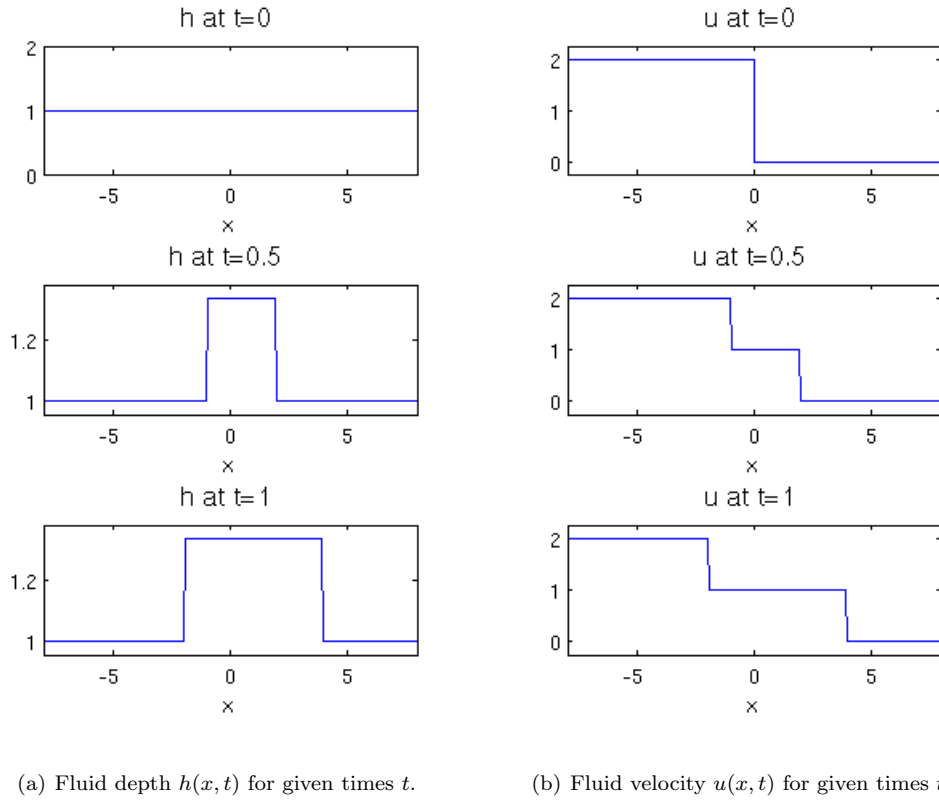 h at t=0
2
1
0
-5 0 5
x
h at t=0.5
1.2
1
-5 0 5
x
h at t=1
1.2
1
-5 0 5
x
(a) Fluid depth h(x, t) for given times t.
u at t=0
2
1
0
-5 0 5
x
u at t=0.5
2
1
0
-5 0 5
x
u at t=1
2
1
0
-5 0 5
x
(b) Fluid velocity u(x, t) for given times t